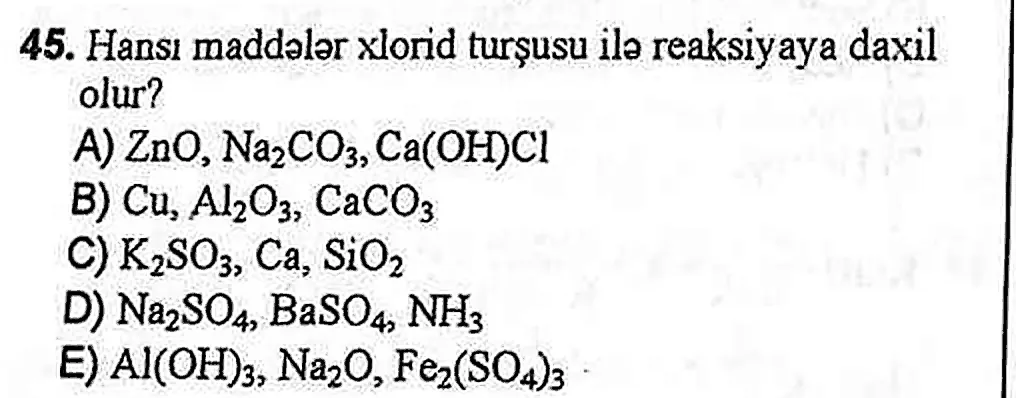 45. Hansı maddələr xlorid turşusu ilə reaksiyaya daxil
olur?
A) ZnO, Na₂CO₃, Ca(OH)Cl
B) Cu, Al₂O₃, CaCO₃
C) K₂SO₃, Ca, SiO₂
D) Na₂SO₄, BaSO₄, NH₃
E) Al(OH)₃, Na₂O, Fe₂(SO₄)₃